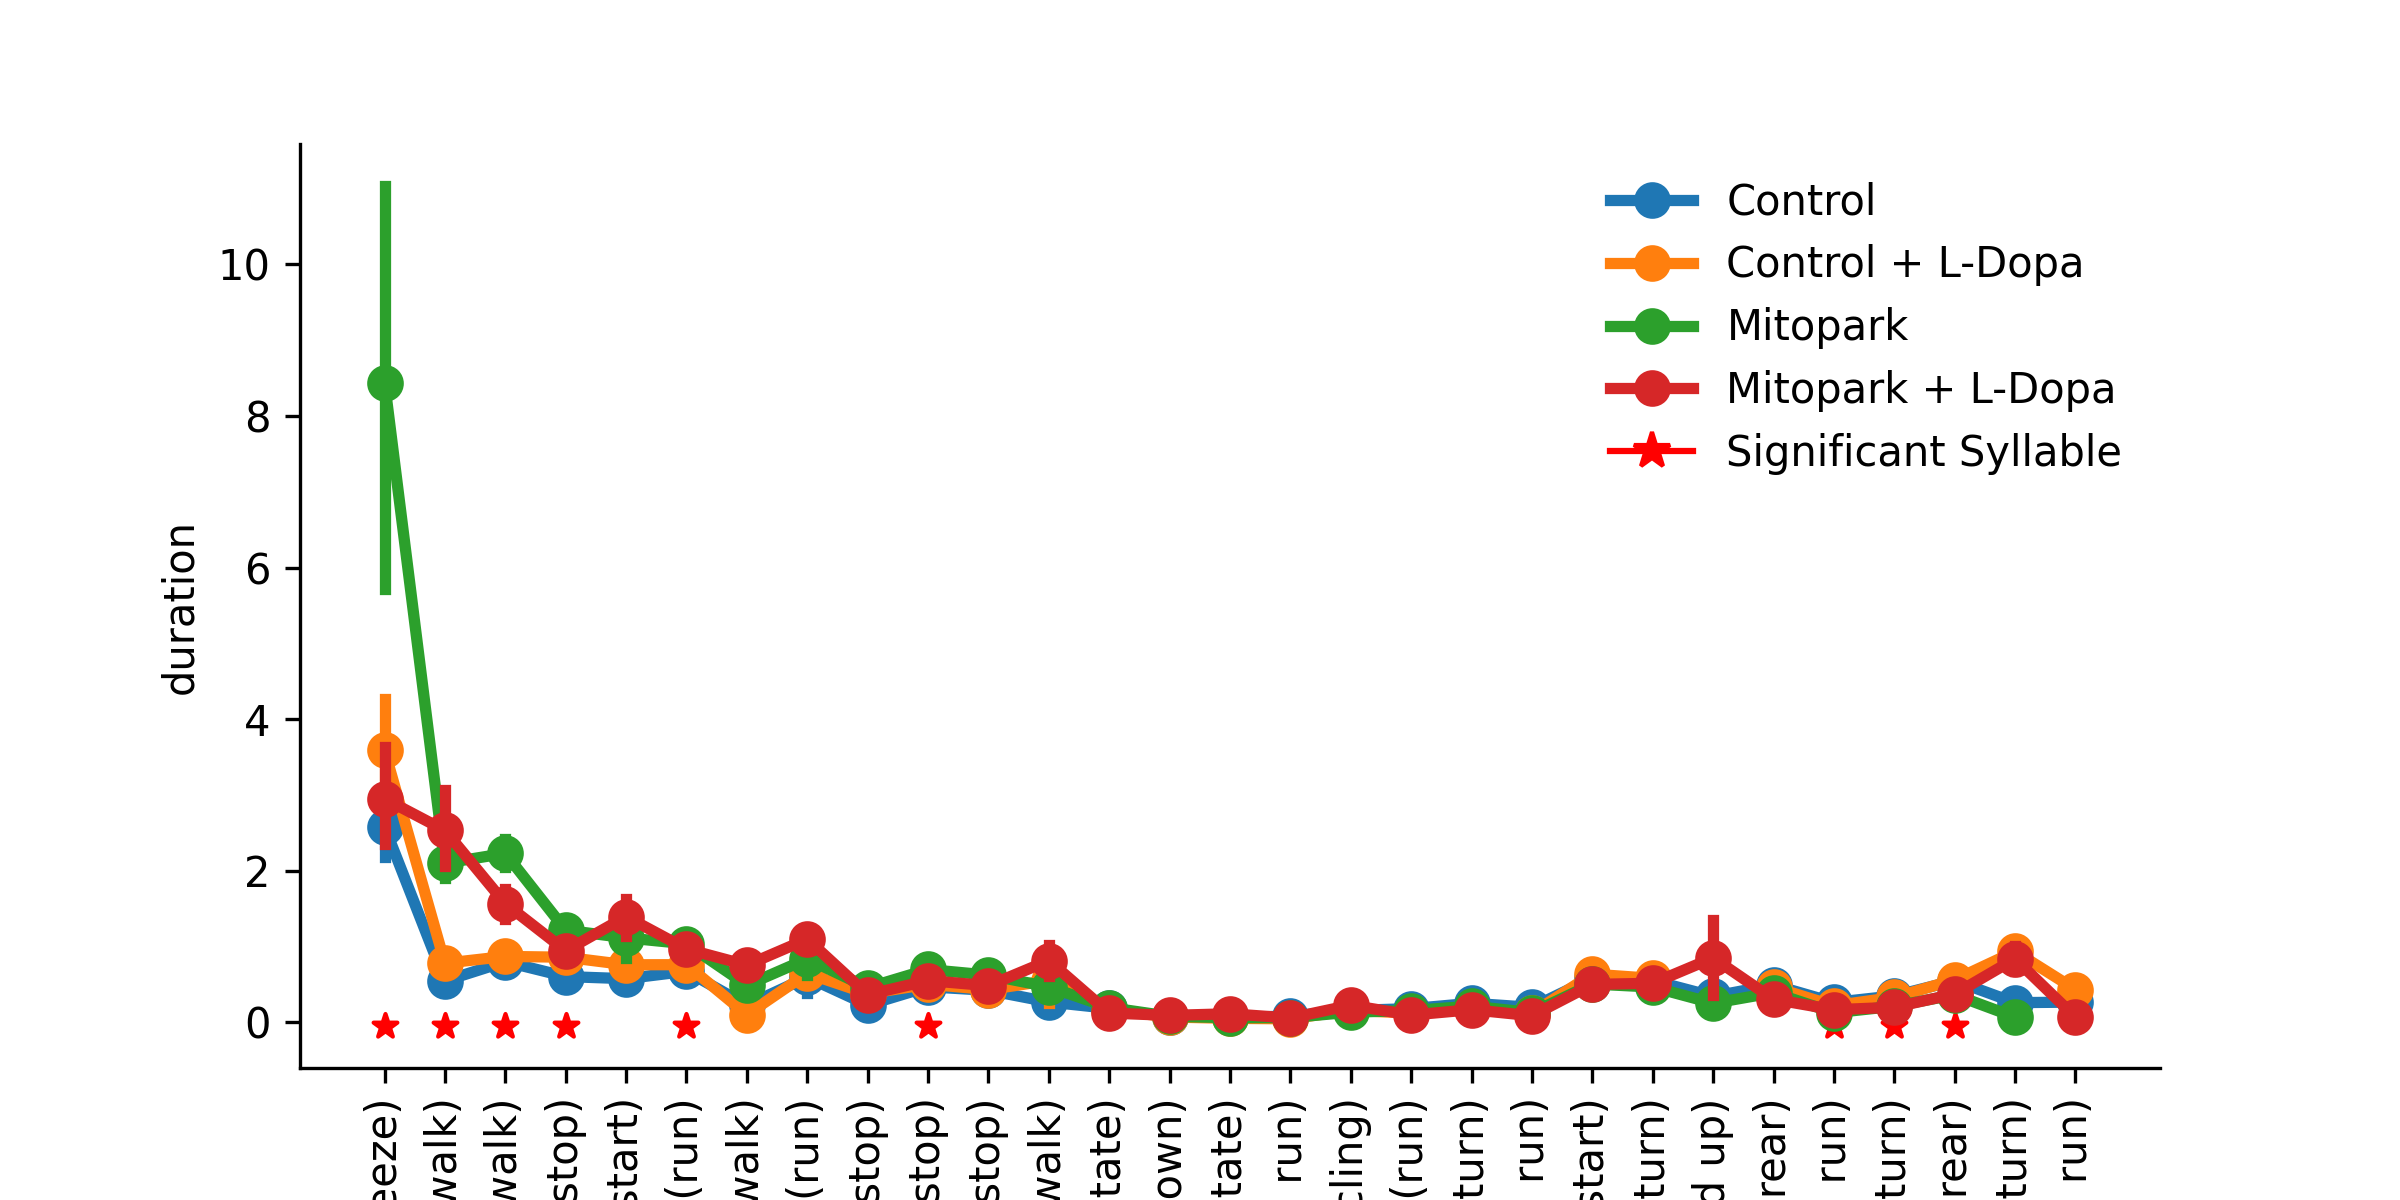 Control
Control + L-Dopa
Mitopark
Mitopark + L-Dopa
Significant Syllable
10
8
6
4
2
0
duration
eeze)
walk)
walk)
stop)
start)
(run)
walk)
(run)
stop)
stop)
stop)
walk)
tate)
own)
tate)
run)
cling)
(run)
turn)
run)
start)
turn)
d up)
rear)
run)
turn)
rear)
turn)
run)